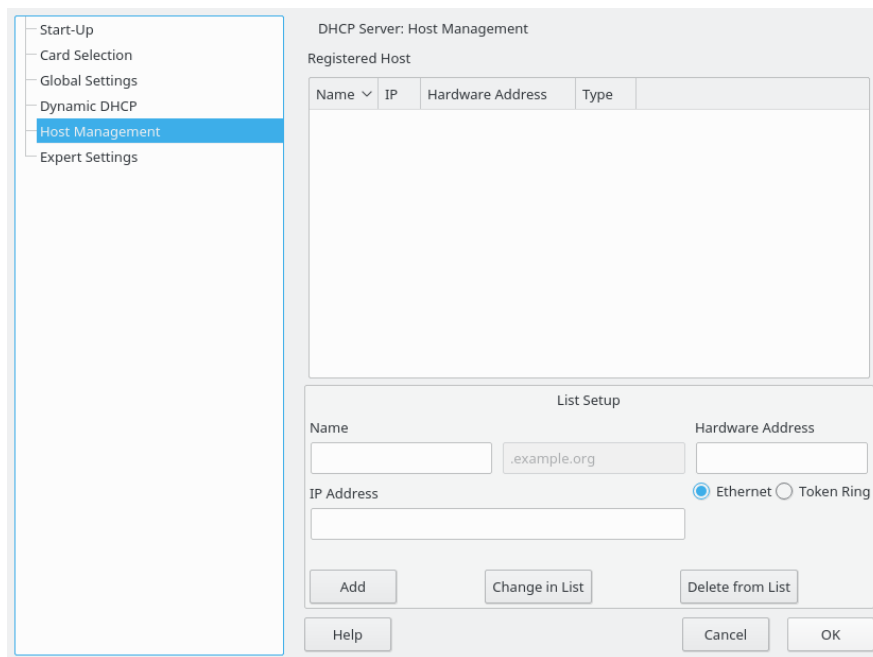 Start-Up
Card Selection
Global Settings
Dynamic DHCP
Host Management
Expert Settings
DHCP Server: Host Management
Registered Host
Name IP Hardware Address Type
List Setup
Name Hardware Address
.example.org
IP Address Ethernet Token Ring
Add Change in List Delete from List
Help Cancel OK